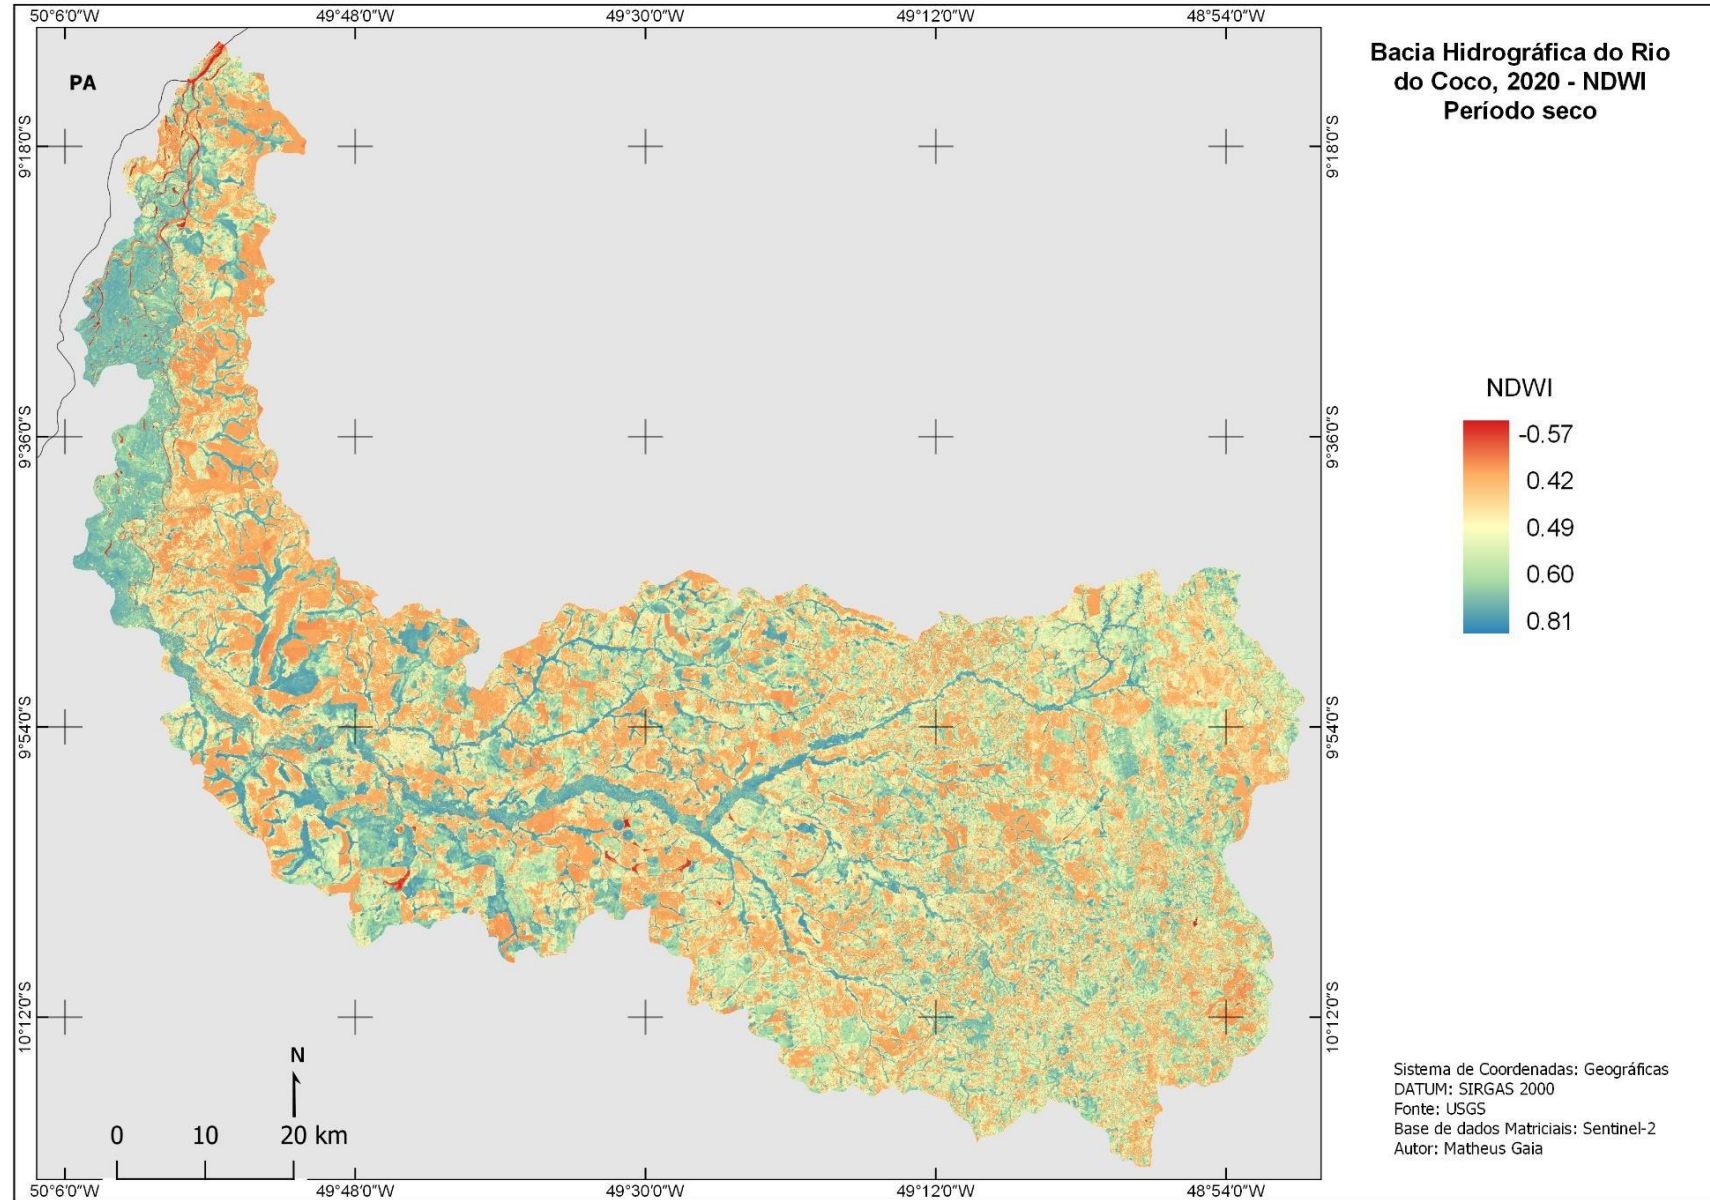 50°6'0"W
49°48'0"W
49°30'0"W
49°12'0"W
48°54'0"W
Bacia Hidrográfica do Rio
do Coco, 2020 - NDWI
Período seco
PA
9°18'0"S
9°18'0"S
9°36'0"S
9°36'0"S
NDWI
-0.57
0.42
0.49
0.60
0.81
9°54'0"S
9°54'0"S
10°12'0"S
10°12'0"S
N
0 10 20 km
Sistema de Coordenadas: Geográficas
DATUM: SIRGAS 2000
Fonte: USGS
Base de dados Matriciais: Sentinel-2
Autor: Matheus Gaia
50°6'0"W
49°48'0"W
49°30'0"W
49°12'0"W
48°54'0"W